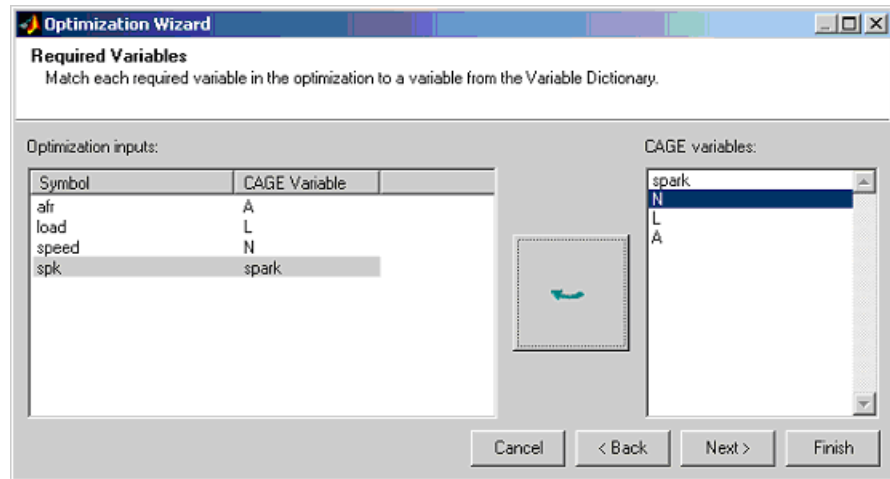 Optimization Wizard
Required Variables
Match each required variable in the optimization to a variable from the Variable Dictionary.
Optimization inputs:
CAGE variables:
Symbol CAGE Variable
afr A
load L
speed N
spk spark
spark
N
L
A
Cancel < Back Next > Finish